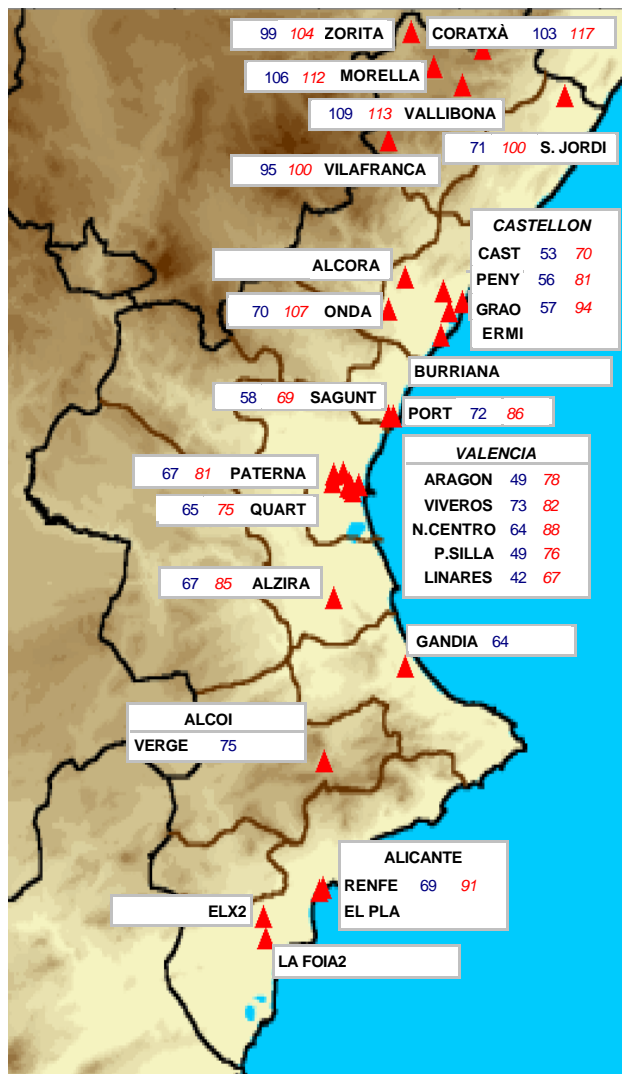 99 104 ZORITA
CORATXÀ 103 117
106 112 MORELLA
109 113 VALLIBONA
71 100 S. JORDI
95 100 VILAFRANCA
CASTELLON
CAST 53 70
PENY 56 81
GRAO 57 94
ERMI
ALCORA
70 107 ONDA
BURRIANA
58 69 SAGUNT
PORT 72 86
VALENCIA
ARAGON 49 78
VIVEROS 73 82
N.CENTRO 64 88
P.SILLA 49 76
LINARES 42 67
67 81 PATERNA
65 75 QUART
67 85 ALZIRA
GANDIA 64
ALCOI
VERGE 75
ALICANTE
RENFE 69 91
EL PLA
ELX2
LA FOIA2